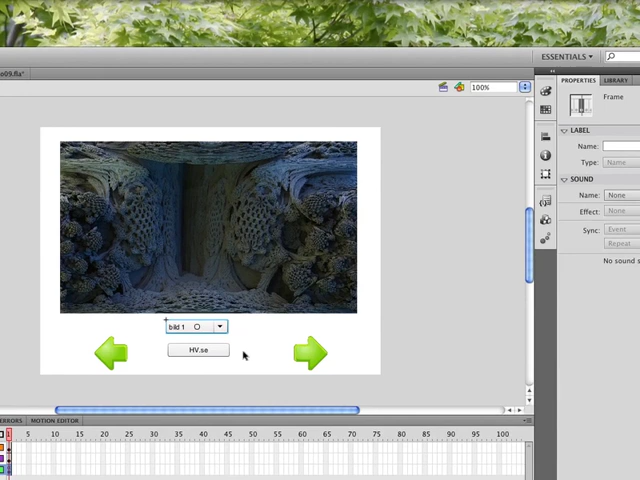 ESSENTIALS
o09.fla*
100%
PROPERTIES
LIBRARY
Frame
LABEL
Name:
Type:
Name
SOUND
Name:
None
Effect:
None
Sync:
Event
Repeat
No sound s
bild 1
HV.se
ERRORS
MOTION EDITOR
1 5 10 15 20 25 30 35 40 45 50 55 60 65 70 75 80 85 90 95 100